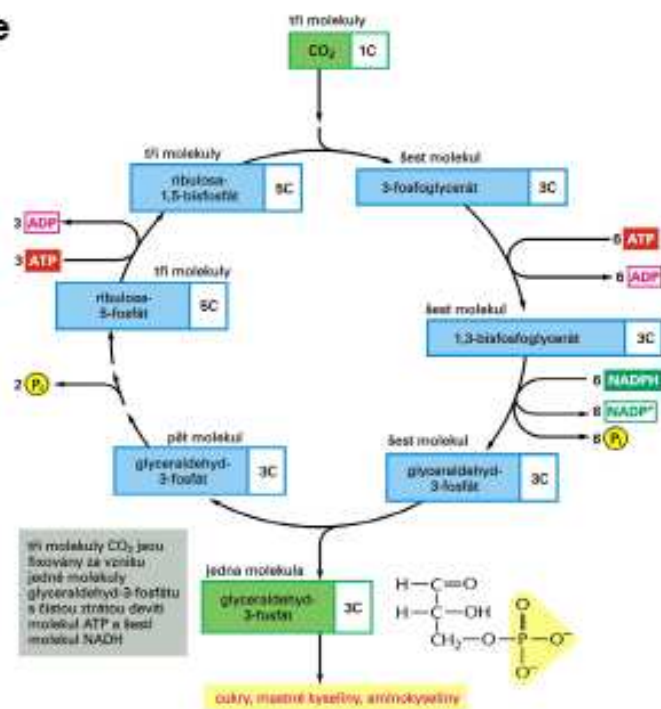 e
tři molekuly
CO₂ 1C
tři molekuly
ribulosa-
1,5-bisfosfát
5C
šest molekul
3-fosfoglycerát 3C
3 ADP
3 ATP
6 ATP
6 ADP
tři molekuly
ribulosa-
5-fosfát
5C
šest molekul
1,3-bisfosfoglycerát 3C
6 NADPH
6 NADP⁺
6 Pᵢ
2 Pᵢ
pět molekul
glyceraldehyd-
3-fosfát
3C
šest molekul
glyceraldehyd-
3-fosfát
3C
tři molekuly CO₂ jsou
fixovány za vzniku
jedné molekuly
glyceraldehyd-3-fosfátu
s čistou ztrátou devíti
molekul ATP a šesti
molekul NADH
jedna molekula
glyceraldehyd-
3-fosfát
3C
H–C=O
H–C–OH
CH₂–O–P–O⁻
O
O⁻
cukry, mastné kyseliny, aminokyseliny